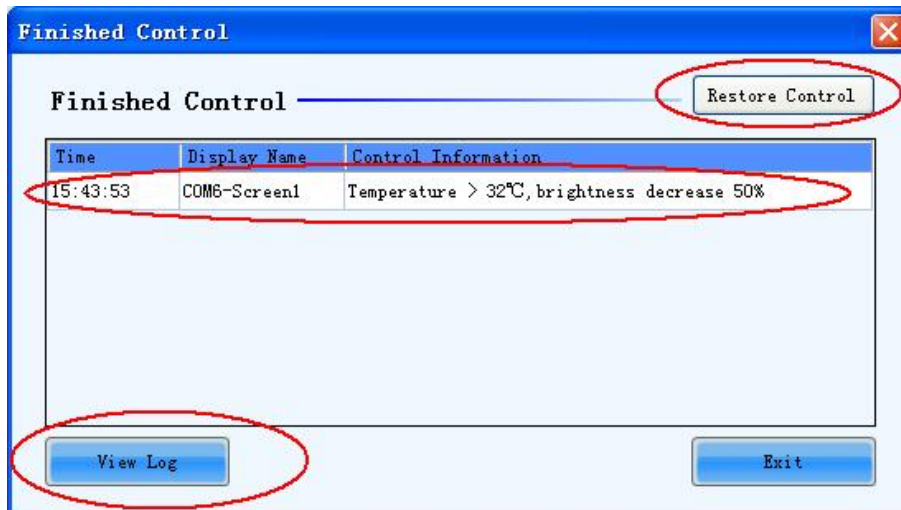 Finished Control
Finished Control
Restore Control
Time Display Name Control Information
15:43:53 COM6-Screen1 Temperature > 32℃, brightness decrease 50%
View Log
Exit